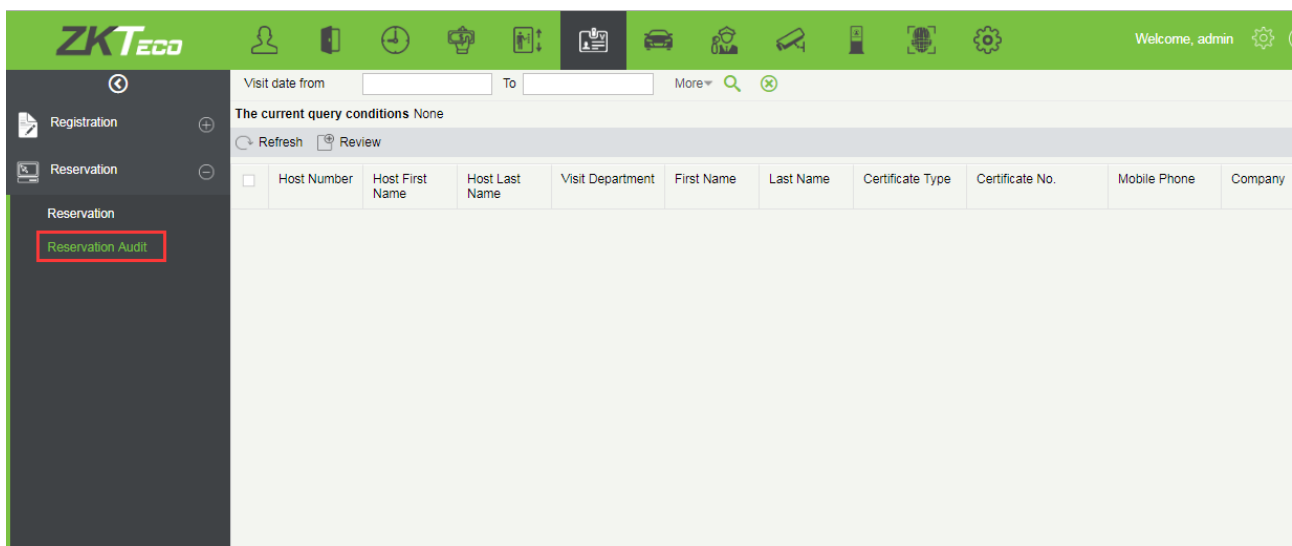 ZKTECO
Welcome, admin
Visit date from To More
Registration
The current query conditions None
Refresh Review
Reservation
Host Number Host First Name Host Last Name Visit Department First Name Last Name Certificate Type Certificate No. Mobile Phone Company
Reservation
Reservation Audit